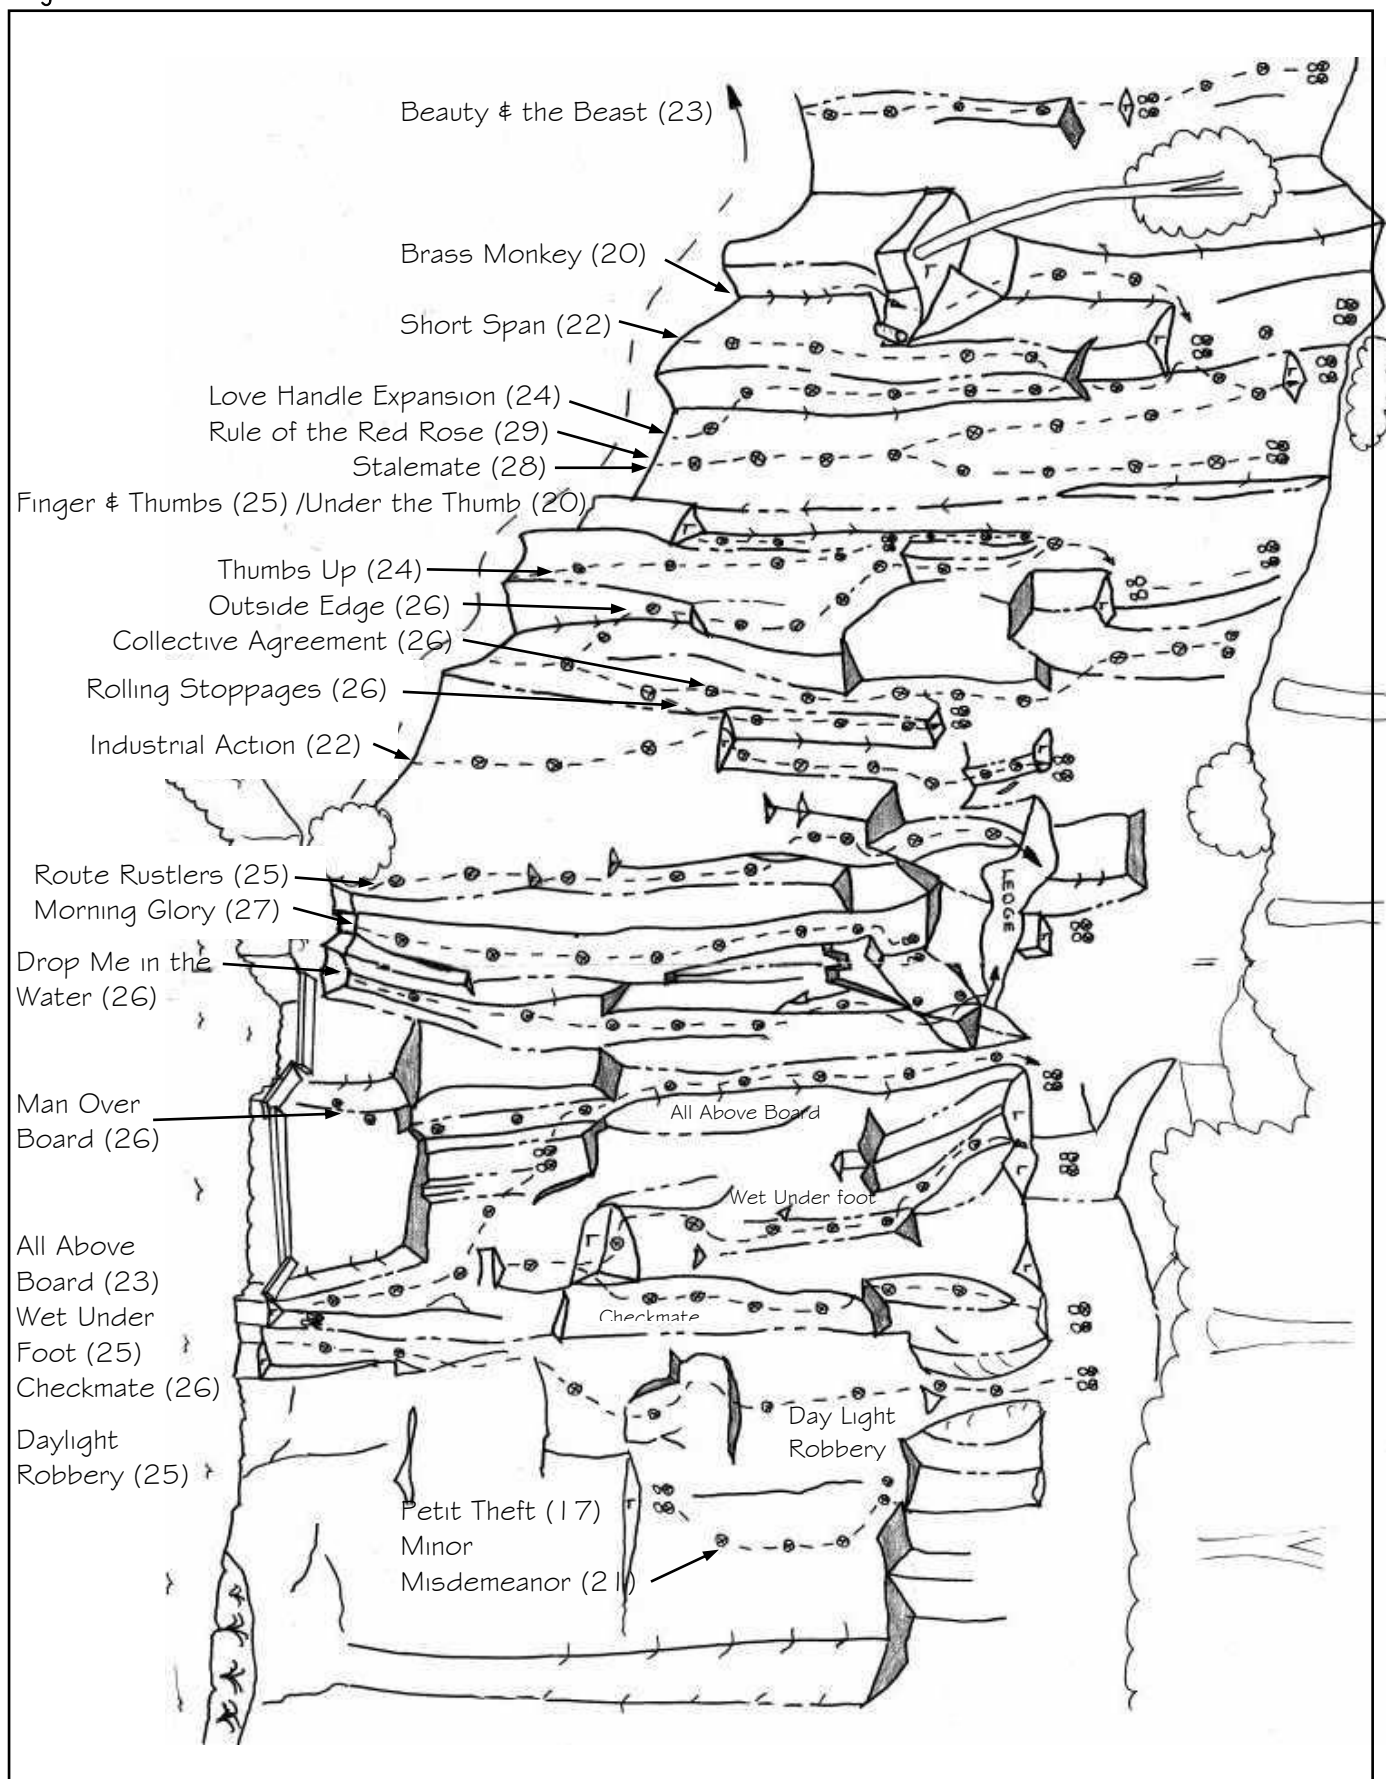 Beauty & the Beast (23)
Brass Monkey (20)
Short Span (22)
Love Handle Expansion (24)
Rule of the Red Rose (29)
Stalemate (28)
Finger & Thumbs (25) /Under the Thumb (20)
Thumbs Up (24)
Outside Edge (26)
Collective Agreement (26)
Rolling Stoppages (26)
Industrial Action (22)
Route Rustlers (25)
Morning Glory (27)
LEDGE
Drop Me in the
Water (26)
Man Over
Board (26)
All Above Board
Wet Under foot
All Above
Board (23)
Wet Under
Foot (25)
Checkmate (26)
Checkmate
Daylight
Robbery (25)
Day Light
Robbery
Petit Theft (17)
Minor
Misdemeanor (21)